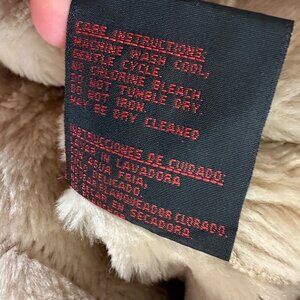 CARE INSTRUCTIONS:
MACHINE WASH COOL,
GENTLE CYCLE.
NO CHLORINE BLEACH.
DO NOT TUMBLE DRY.
DO NOT IRON.
MAY BE DRY CLEANED
INSTRUCCIONES DE CUIDADO:
LAVAR EN LAVADORA
AGUA FRIA,
DELICADO.
BLANQUEADOR CLORADO.
EN SECADORA